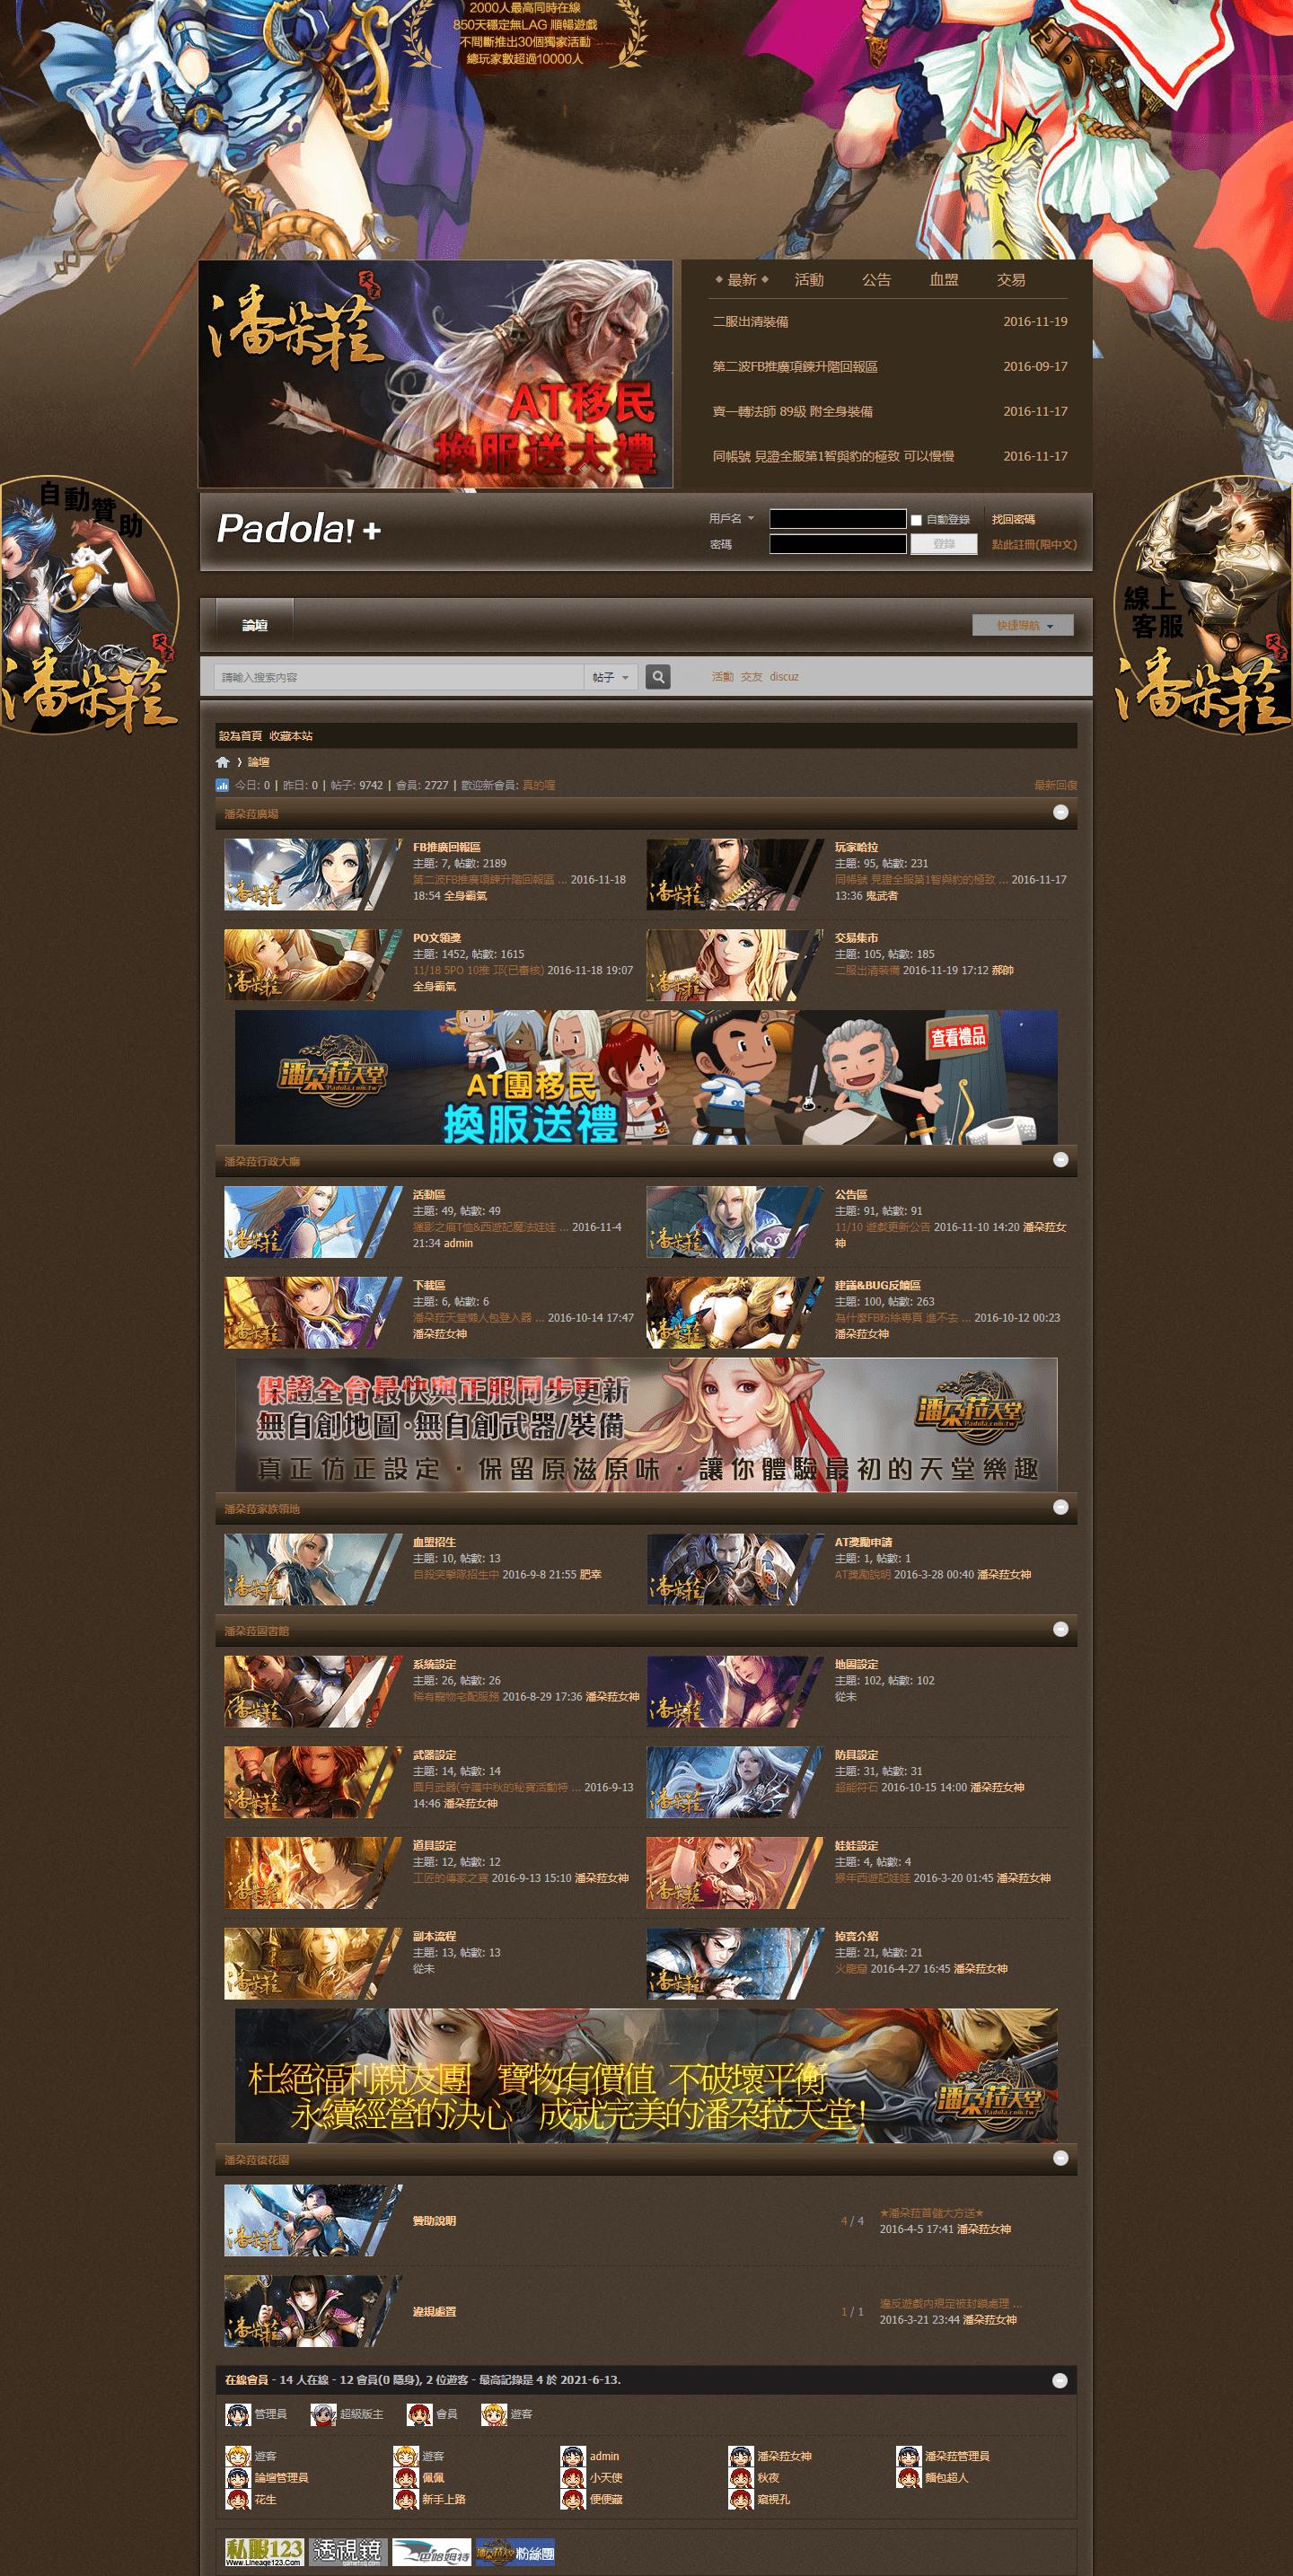 2000人最高同時在線
850天穩定無LAG 順暢遊戲
不間斷推出30個獨家活動
總玩家數超過10000人
天堂
潘朵菈
AT移民
換服送大禮
最新 活動 公告 血盟 交易
二服出清裝備 2016-11-19
第二波FB推廣項鍊升階回報區 2016-09-17
賣一轉法師 89級 附全身裝備 2016-11-17
同帳號 見證全服第1智與豹的極致 可以慢慢 2016-11-17
自動贊助
潘朵菈
線上客服
潘朵菈
Padola! +
用戶名 自動登錄 找回密碼
密碼 登錄 點此註冊(限中文)
論壇 快捷導航
請輸入搜索內容 帖子 活動 交友 discuz
設為首頁 收藏本站
論壇
今日: 0 | 昨日: 0 | 帖子: 9742 | 會員: 2727 | 歡迎新會員: 真的喔 最新回復
潘朵菈廣場
FB推廣回報區
主題: 7, 帖數: 2189
第二波FB推廣項鍊升階回報區 ... 2016-11-18
18:54 全身霸氣
玩家哈拉
主題: 95, 帖數: 231
同帳號 見證全服第1智與豹的極致 ... 2016-11-17
13:36 鬼武者
PO文領獎
主題: 1452, 帖數: 1615
11/18 5PO 10推 邛(已審核) 2016-11-18 19:07
全身霸氣
交易集市
主題: 105, 帖數: 185
二服出清裝備 2016-11-19 17:12 郝帥
潘朵菈天堂
Padola.com.tw
AT團移民
換服送禮
查看禮品
潘朵菈行政大廳
活動區
主題: 49, 帖數: 49
獵影之痕T恤&西遊記魔法娃娃 ... 2016-11-4
21:34 admin
公告區
主題: 91, 帖數: 91
11/10 遊戲更新公告 2016-11-10 14:20 潘朵菈女
神
下載區
主題: 6, 帖數: 6
潘朵菈天堂懶人包登入器 ... 2016-10-14 17:47
潘朵菈女神
建議&BUG反饋區
主題: 100, 帖數: 263
為什麼FB粉絲專頁 進不去 ... 2016-10-12 00:23
潘朵菈女神
保證全台最快與正服同步更新
無自創地圖·無自創武器/裝備
真正仿正設定·保留原滋原味·讓你體驗最初的天堂樂趣
潘朵菈天堂
Padola.com.tw
潘朵菈家族領地
血盟招生
主題: 10, 帖數: 13
自殺突擊隊招生中 2016-9-8 21:55 肥幸
AT獎勵申請
主題: 1, 帖數: 1
AT獎勵說明 2016-3-28 00:40 潘朵菈女神
潘朵菈圖書館
系統設定
主題: 26, 帖數: 26
稀有寵物宅配服務 2016-8-29 17:36 潘朵菈女神
地圖設定
主題: 102, 帖數: 102
從未
武器設定
主題: 14, 帖數: 14
圓月武器(守護中秋的秘寶活動特 ... 2016-9-13
14:46 潘朵菈女神
防具設定
主題: 31, 帖數: 31
超能符石 2016-10-15 14:00 潘朵菈女神
道具設定
主題: 12, 帖數: 12
工匠的傳家之寶 2016-9-13 15:10 潘朵菈女神
娃娃設定
主題: 4, 帖數: 4
猴年西遊記娃娃 2016-3-20 01:45 潘朵菈女神
副本流程
主題: 13, 帖數: 13
從未
掉寶介紹
主題: 21, 帖數: 21
火龍窟 2016-4-27 16:45 潘朵菈女神
杜絕福利親友團 寶物有價值 不破壞平衡
永續經營的決心 成就完美的潘朵菈天堂!
潘朵菈天堂
Padola.com.tw
潘朵菈後花園
贊助說明 4 / 4 ★潘朵菈首儲大方送★
2016-4-5 17:41 潘朵菈女神
違規處置 1 / 1 違反遊戲內規定被封鎖處理 ...
2016-3-21 23:44 潘朵菈女神
在線會員 - 14 人在線 - 12 會員(0 隱身), 2 位遊客 - 最高記錄是 4 於 2021-6-13.
管理員 超級版主 會員 遊客
遊客 遊客 admin 潘朵菈女神 潘朵菈管理員
論壇管理員 佩佩 小天使 秋夜 麵包超人
花生 新手上路 便便藏 窺視孔
私服123 透視鏡 巴哈姆特 潘朵菈天堂 粉絲團
www.Lineage123.Com